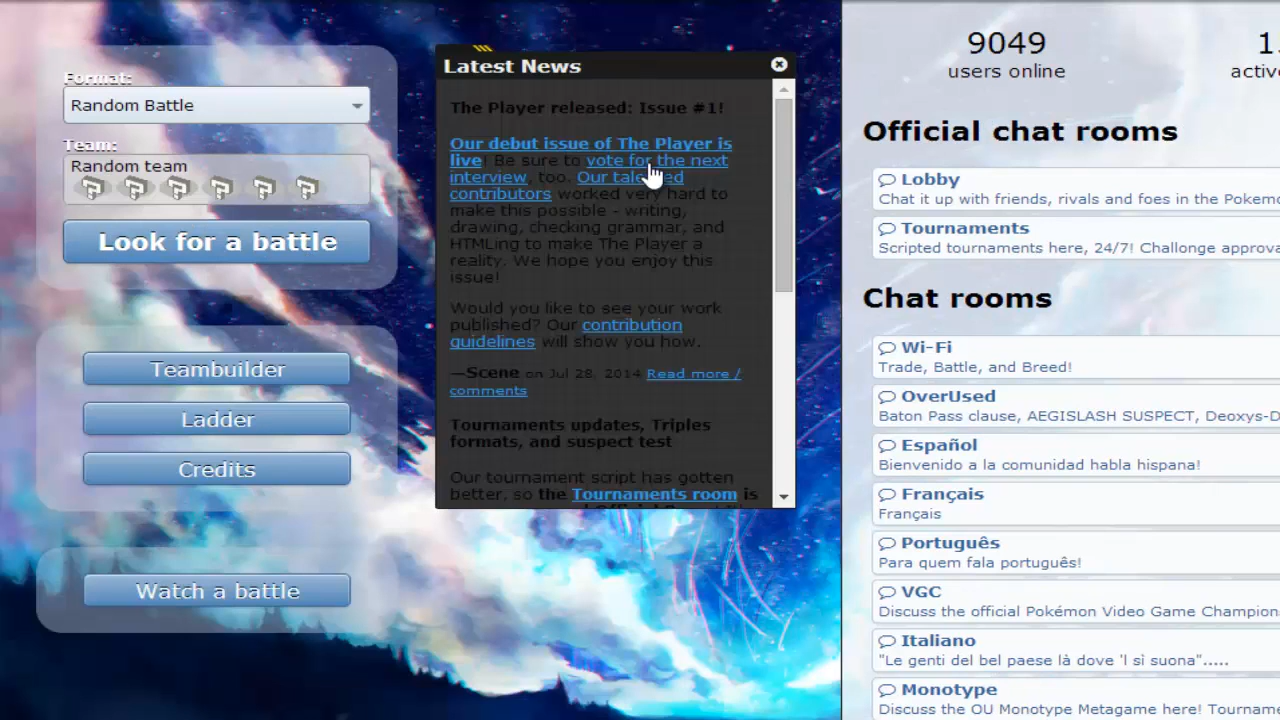 Format:
Random Battle
Team:
Random team
Look for a battle
Teambuilder
Ladder
Credits
Watch a battle
Latest News
The Player released: Issue #1!
Our debut issue of The Player is
live! Be sure to vote for the next
interview, too. Our talented
contributors worked very hard to
make this possible - writing,
drawing, checking grammar, and
HTMLing to make The Player a
reality. We hope you enjoy this
issue!
Would you like to see your work
published? Our contribution
guidelines will show you how.
—Scene on Jul 28, 2014 Read more /
comments
Tournaments updates, Triples
formats, and suspect test
Our tournament script has gotten
better, so the Tournaments room is
9049
users online
active
Official chat rooms
Lobby
Chat it up with friends, rivals and foes in the Pokemo
Tournaments
Scripted tournaments here, 24/7! Challonge approva
Chat rooms
Wi-Fi
Trade, Battle, and Breed!
OverUsed
Baton Pass clause, AEGISLASH SUSPECT, Deoxys-D
Español
Bienvenido a la comunidad habla hispana!
Français
Français
Português
Para quem fala português!
VGC
Discuss the official Pokémon Video Game Champion
Italiano
"Le genti del bel paese là dove 'l sì suona".....
Monotype
Discuss the OU Monotype Metagame here! Tourname